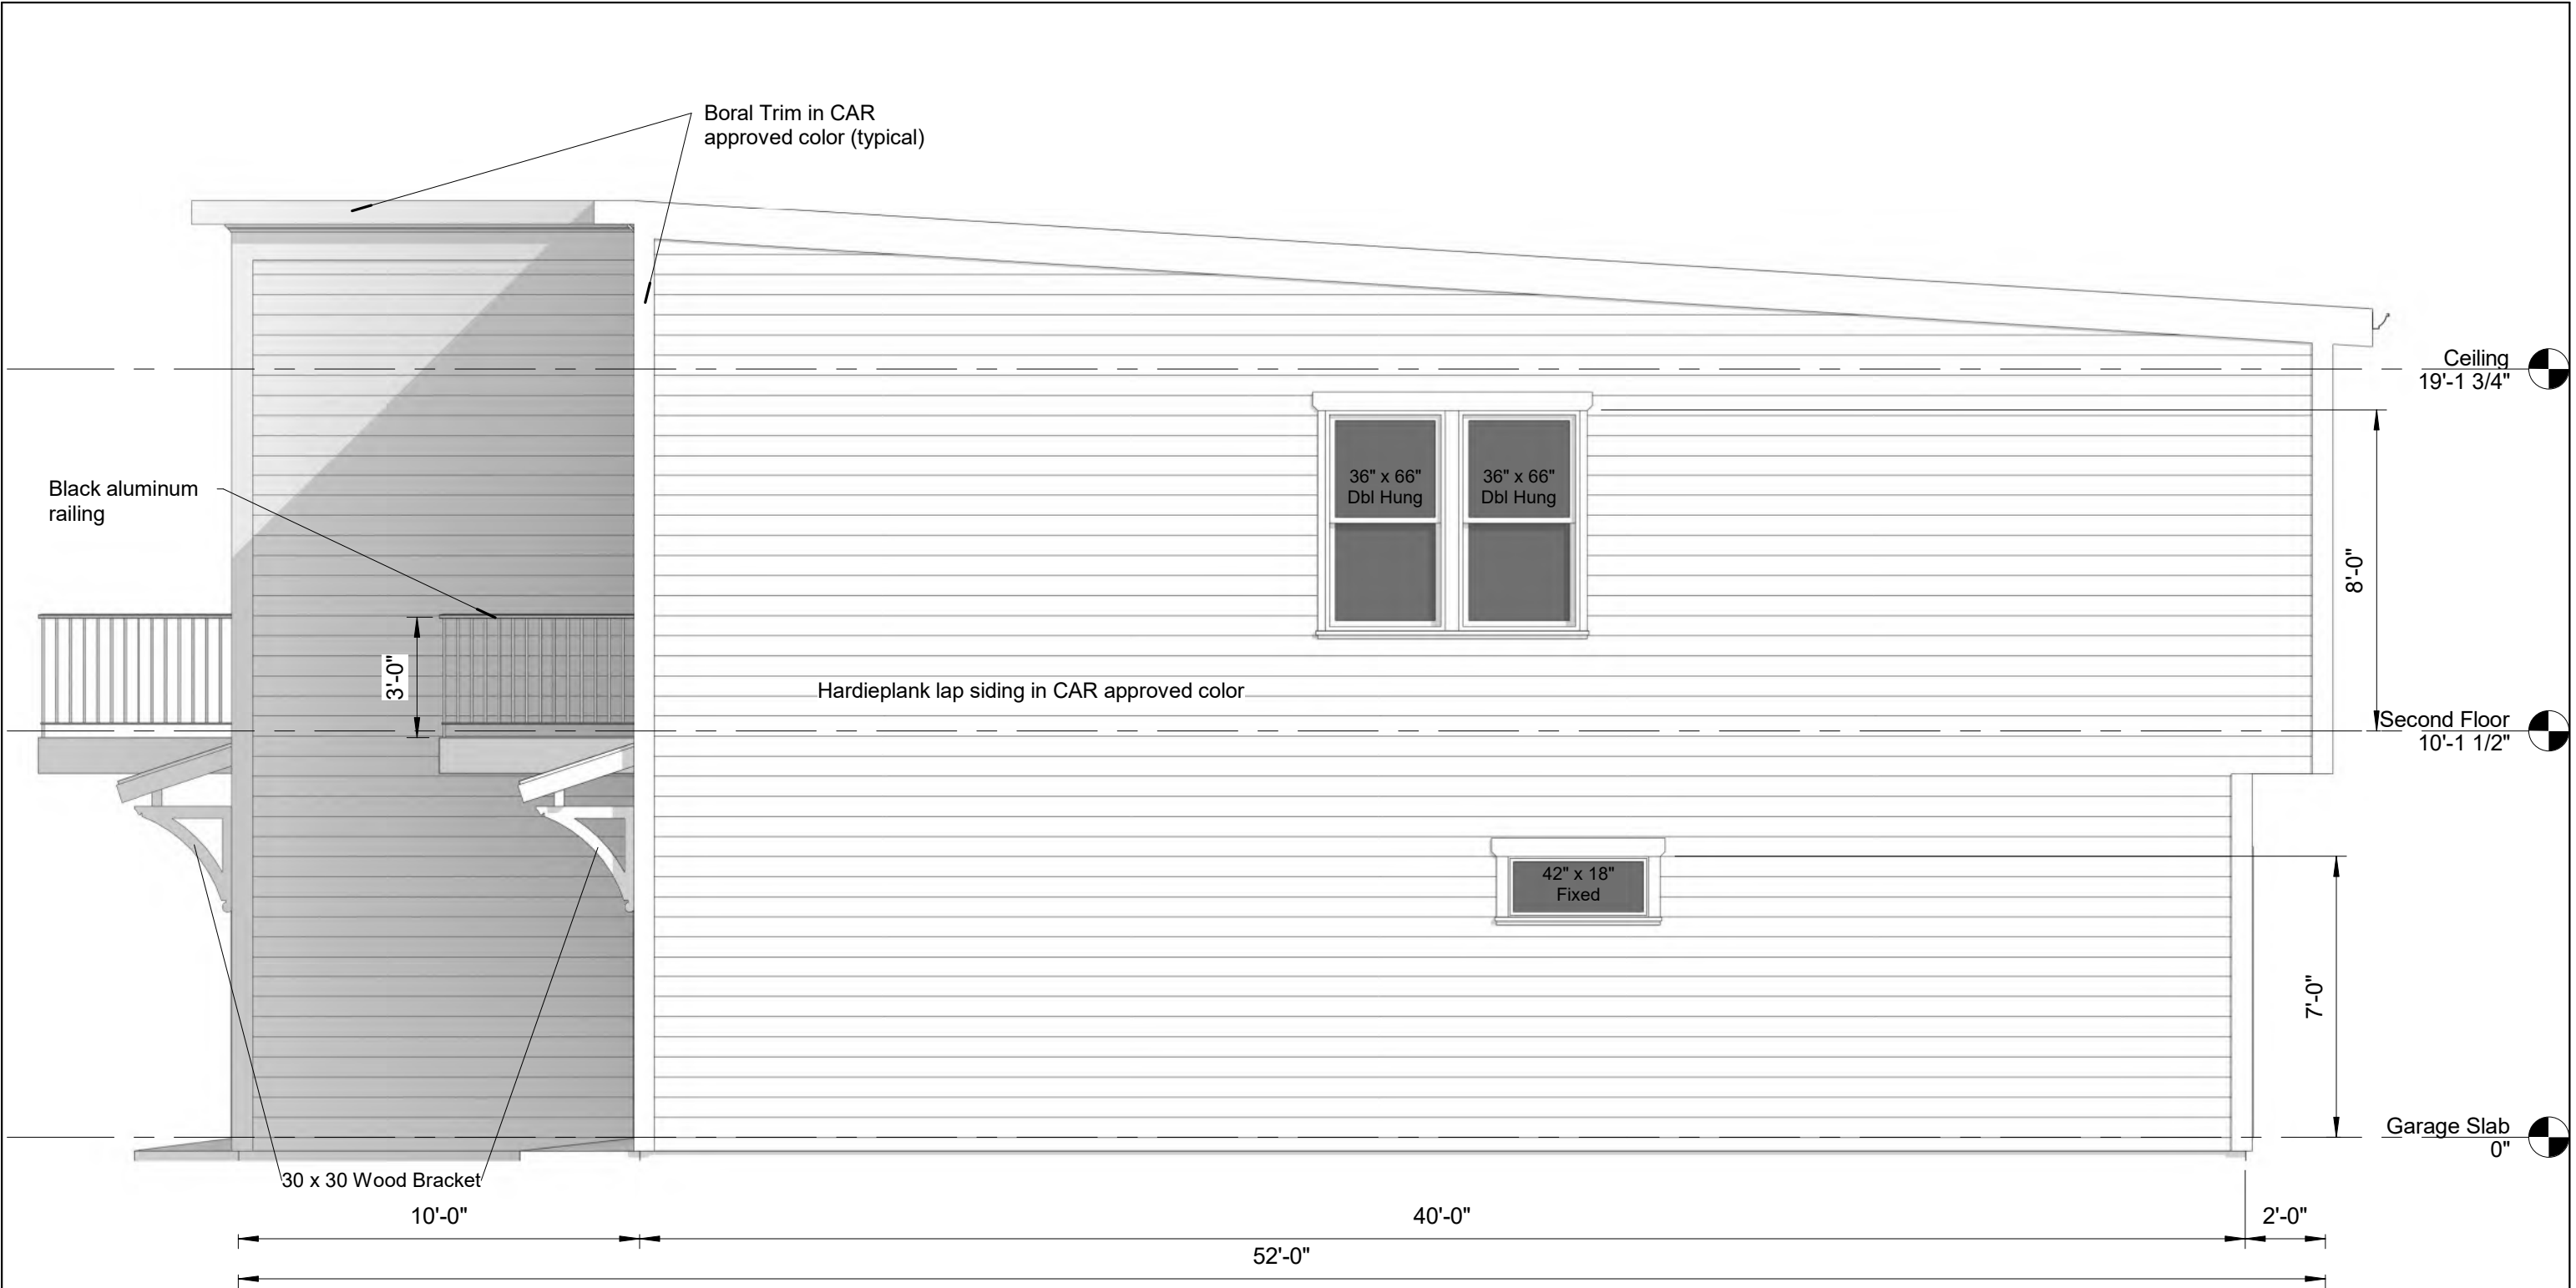 Boral Trim in CAR
approved color (typical)
Ceiling
19'-1 3/4"
36" x 66"
Dbl Hung
36" x 66"
Dbl Hung
Black aluminum
railing
8'-0"
3'-0"
Hardieplank lap siding in CAR approved color
Second Floor
10'-1 1/2"
42" x 18"
Fixed
7'-0"
Garage Slab
0"
30 x 30 Wood Bracket
10'-0"
40'-0"
2'-0"
52'-0"